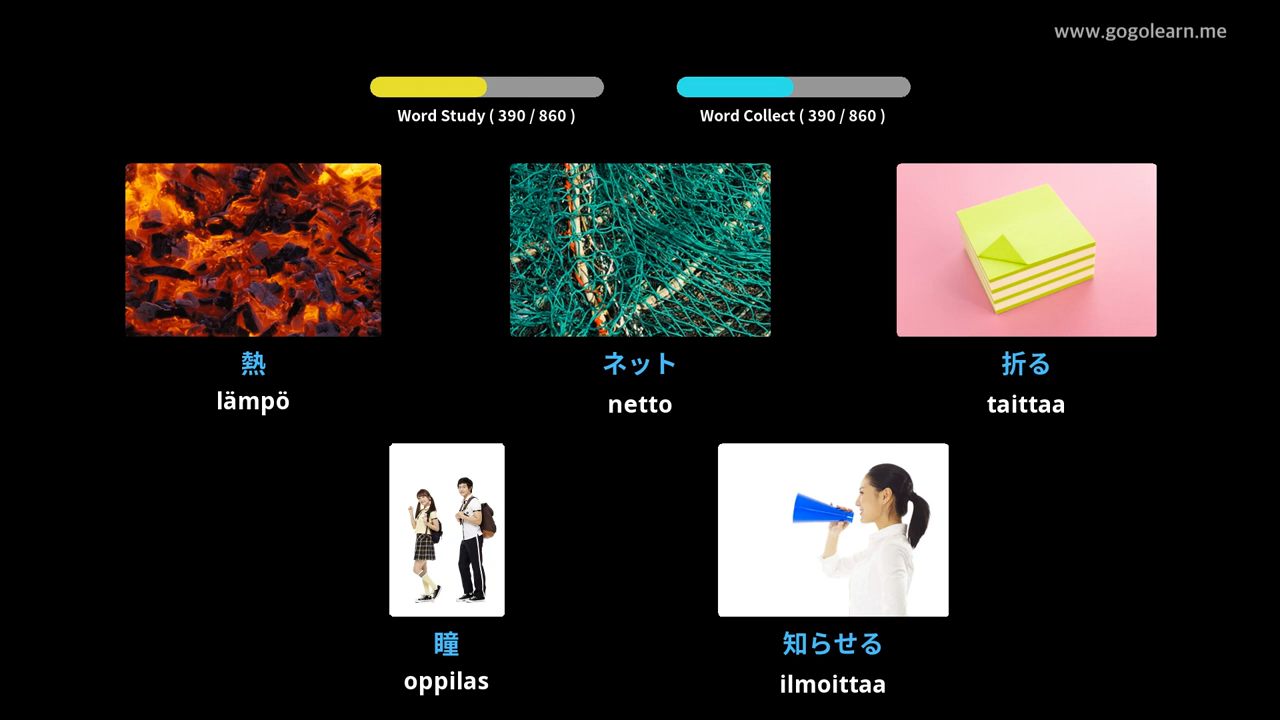 www.gogolearn.me
Word Study ( 390 / 860 )
Word Collect ( 390 / 860 )
熱
lämpö
ネット
netto
折る
taittaa
瞳
oppilas
知らせる
ilmoittaa